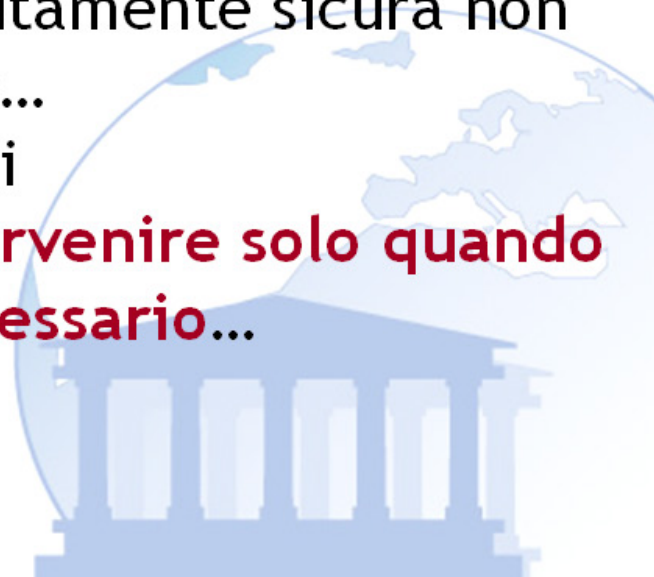 itamente sicura non
...
i
rvenire solo quando
essario...